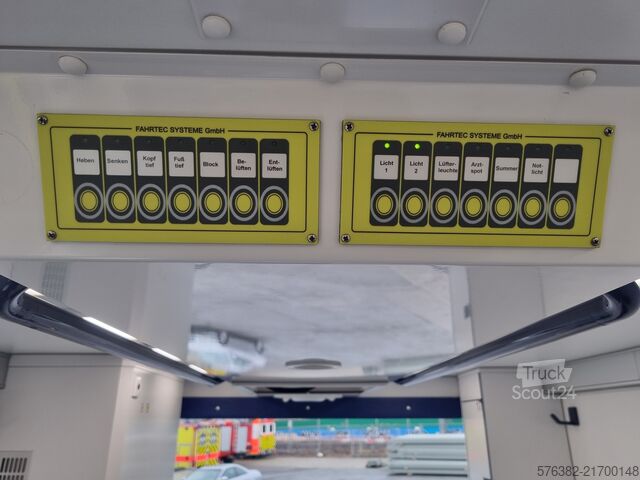 FAHRTEC SYSTEME GmbH
Heben
Senken
Kopf
tief
Fuß
tief
Block
Be-
lüften
Ent-
lüften
FAHRTEC SYSTEME GmbH
Licht
1
Licht
2
Lüfter-
leuchte
Arzt-
spot
Summer
Not-
licht
Truck
Scout24
576382-21700148